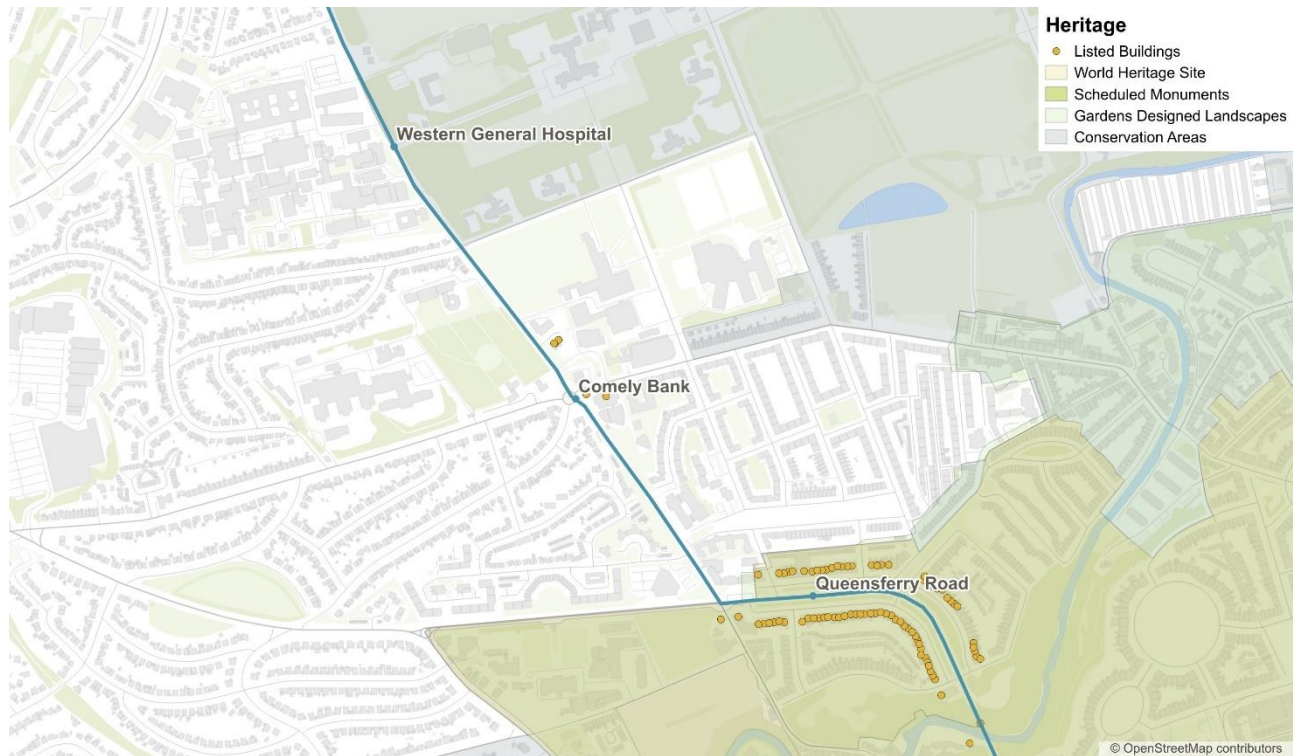 Heritage
Listed Buildings
World Heritage Site
Scheduled Monuments
Gardens Designed Landscapes
Conservation Areas
Western General Hospital
Comely Bank
Queensferry Road
© OpenStreetMap contributors